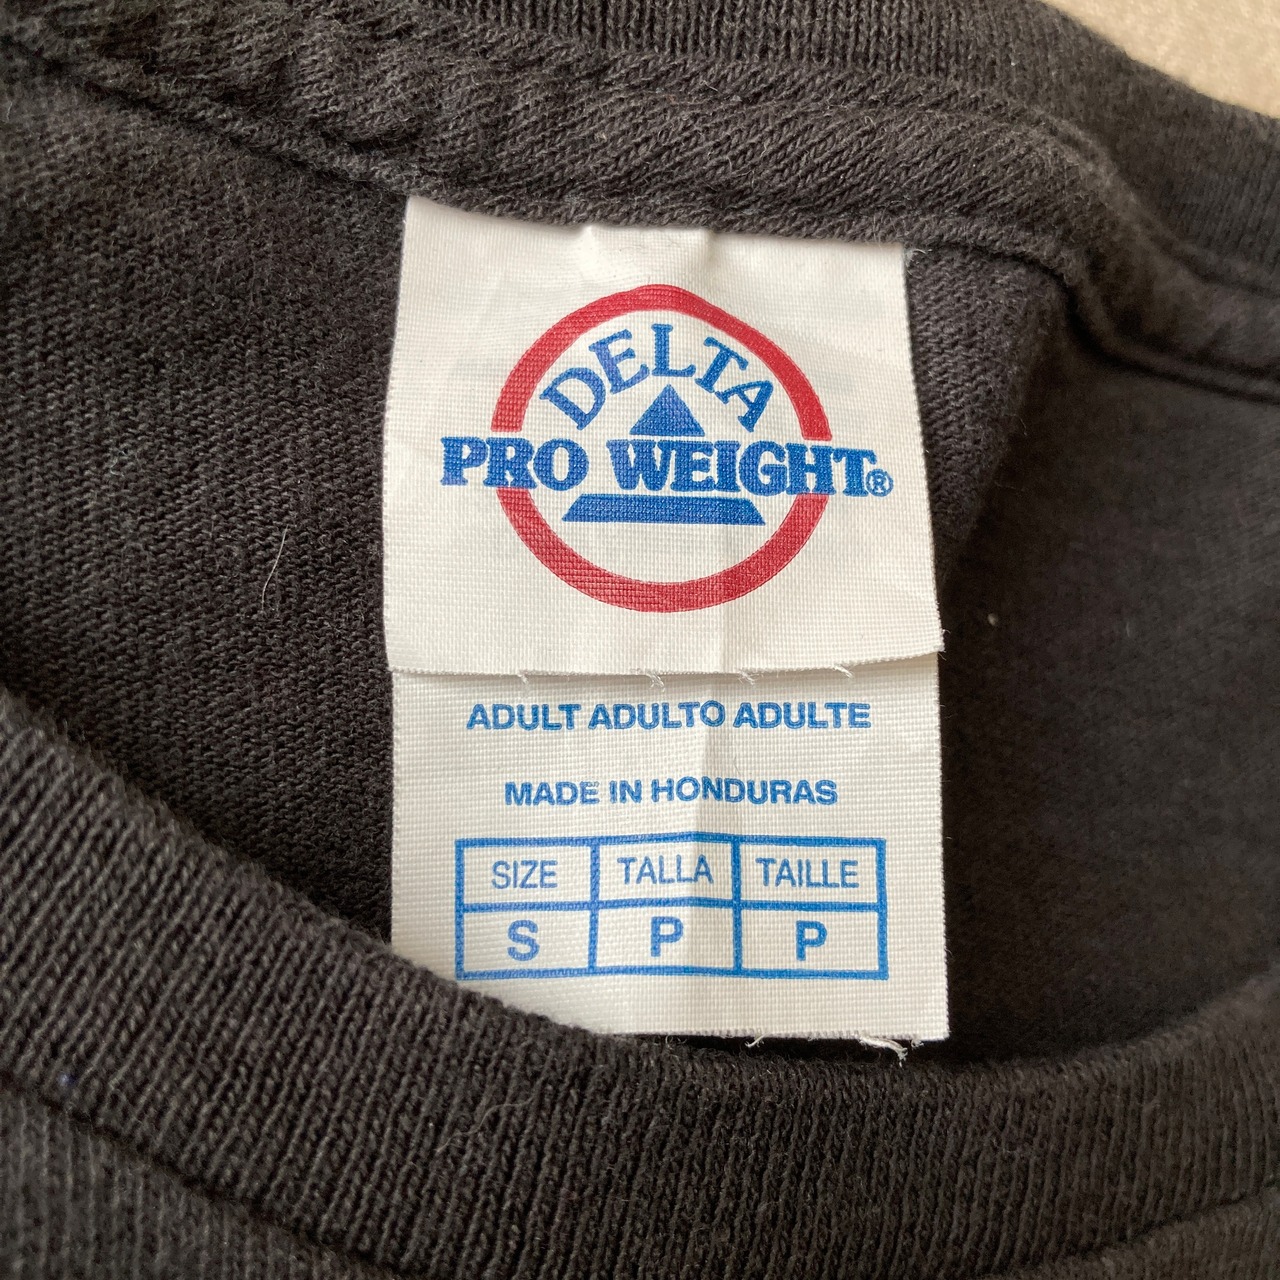 DELTA
PRO WEIGHT®
ADULT ADULTO ADULTE
MADE IN HONDURAS
SIZE TALLA TAILLE
S P P